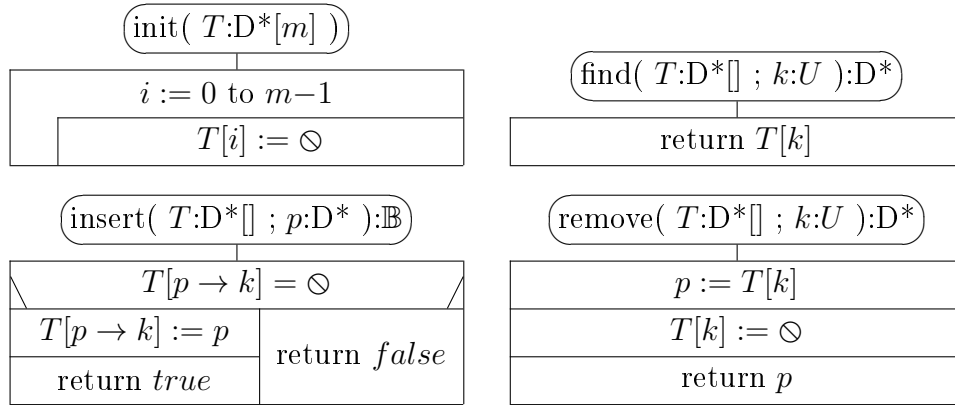 init( T:D*[m] )
i := 0 to m−1
T[i] := ⦸
find( T:D*[] ; k:U ):D*
return T[k]
insert( T:D*[] ; p:D* ):𝔹
T[p → k] = ⦸
T[p → k] := p
return true
return false
remove( T:D*[] ; k:U ):D*
p := T[k]
T[k] := ⦸
return p